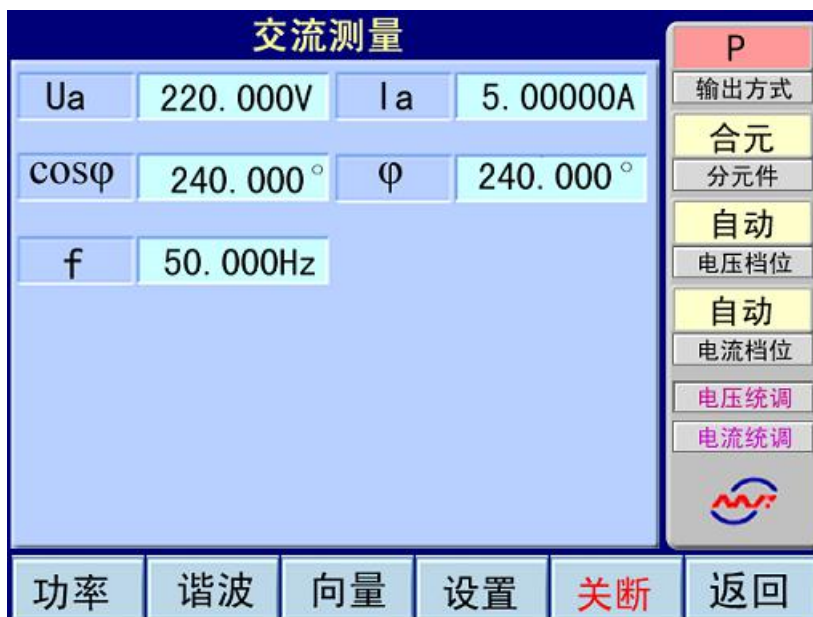 交流测量
Ua 220.000V Ia 5.00000A
cosφ 240.000° φ 240.000°
f 50.000Hz
P
输出方式
合元
分元件
自动
电压档位
自动
电流档位
电压统调
电流统调
功率 谐波 向量 设置 关断 返回